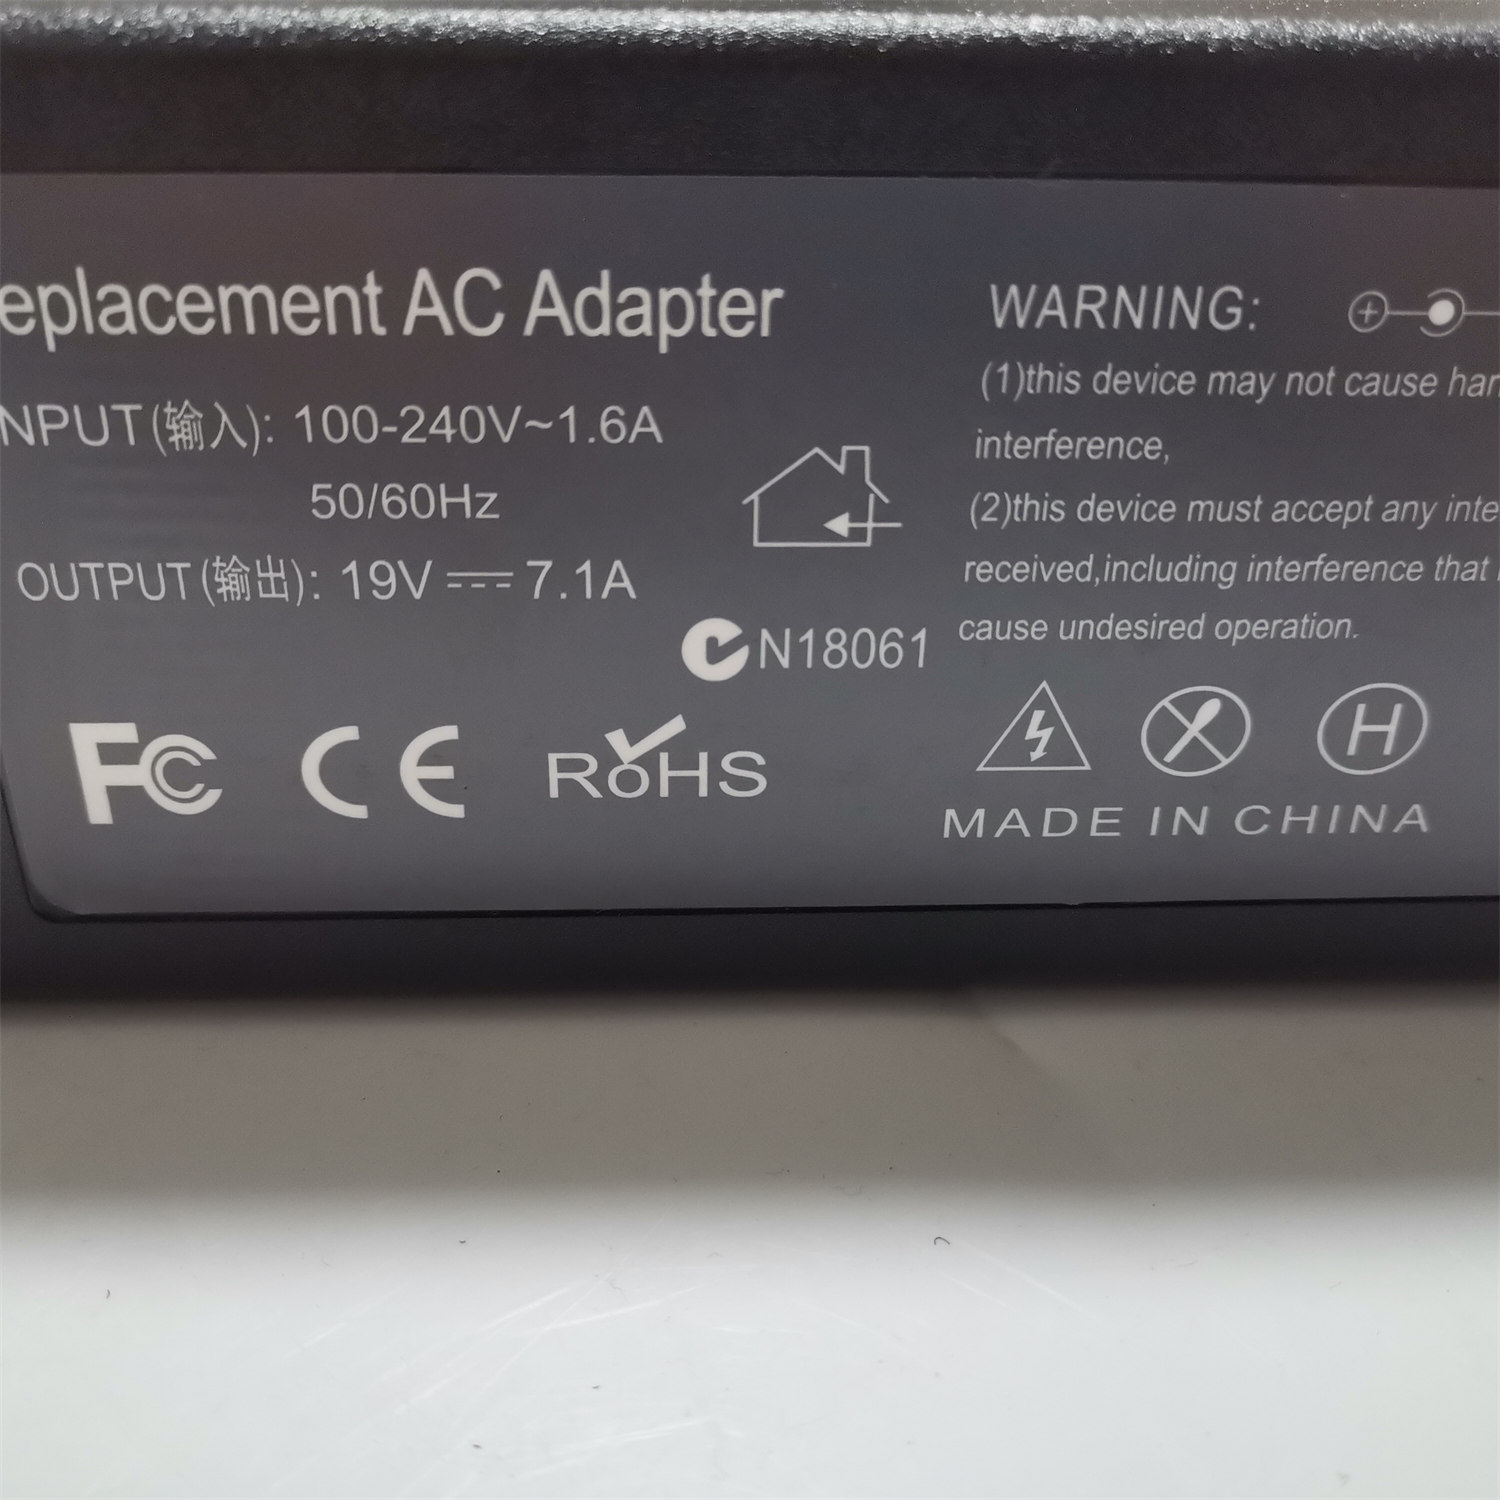 eplacement AC Adapter
NPUT(输入): 100-240V~1.6A
50/60Hz
OUTPUT(输出): 19V⎓7.1A
N18061
FC CE RoHS
WARNING:
(1)this device may not cause har
interference,
(2)this device must accept any inte
received,including interference that
cause undesired operation.
H
MADE IN CHINA